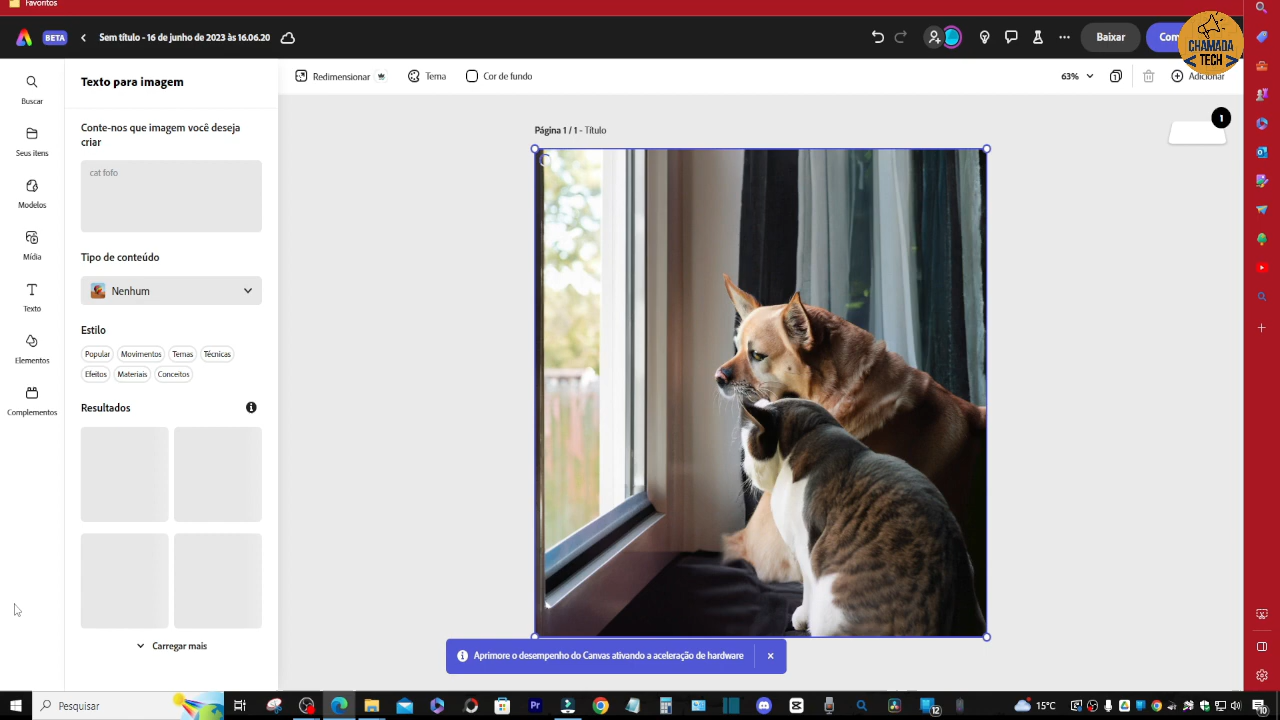 Favoritos
BETA
Sem título - 16 de junho de 2023 às 16.06.20
Baixar
CHAMADA
TECH
Buscar
Seus itens
Modelos
Mídia
Texto
Elementos
Complementos
Texto para imagem
Conte-nos que imagem você deseja
criar
cat fofo
Tipo de conteúdo
Nenhum
Estilo
Popular
Movimentos
Temas
Técnicas
Efeitos
Materiais
Conceitos
Resultados
Carregar mais
Redimensionar
Tema
Cor de fundo
63%
1
Adicionar
Página 1 / 1 - Título
1
Aprimore o desempenho do Canvas ativando a aceleração de hardware
Pesquisar
15°C